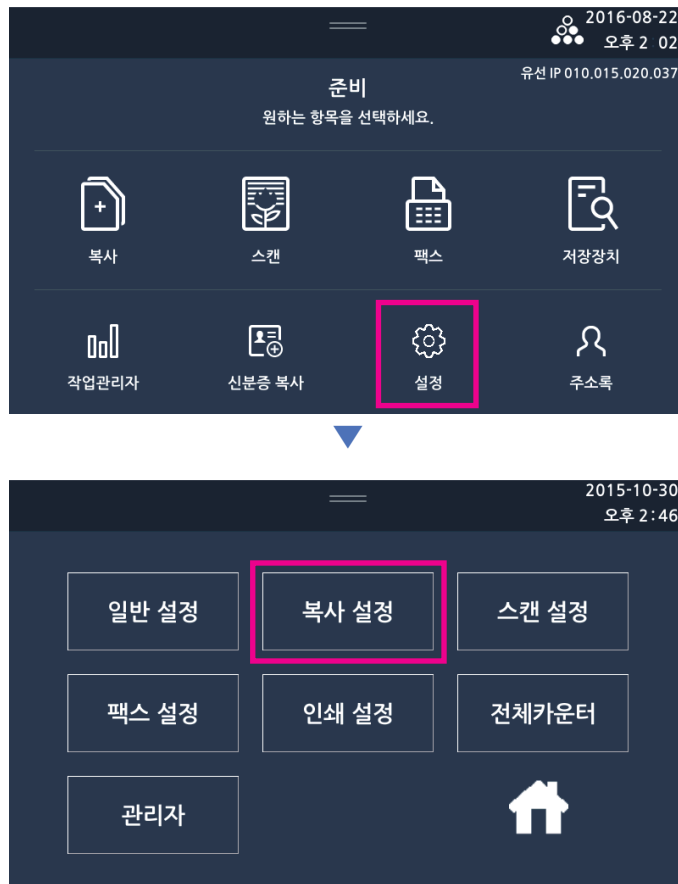 2016-08-22
오후 2 02
유선 IP 010.015.020.037
준비
원하는 항목을 선택하세요.
복사 스캔 팩스 저장장치
작업관리자 신분증 복사 설정 주소록
2015-10-30
오후 2:46
일반 설정 복사 설정 스캔 설정
팩스 설정 인쇄 설정 전체카운터
관리자